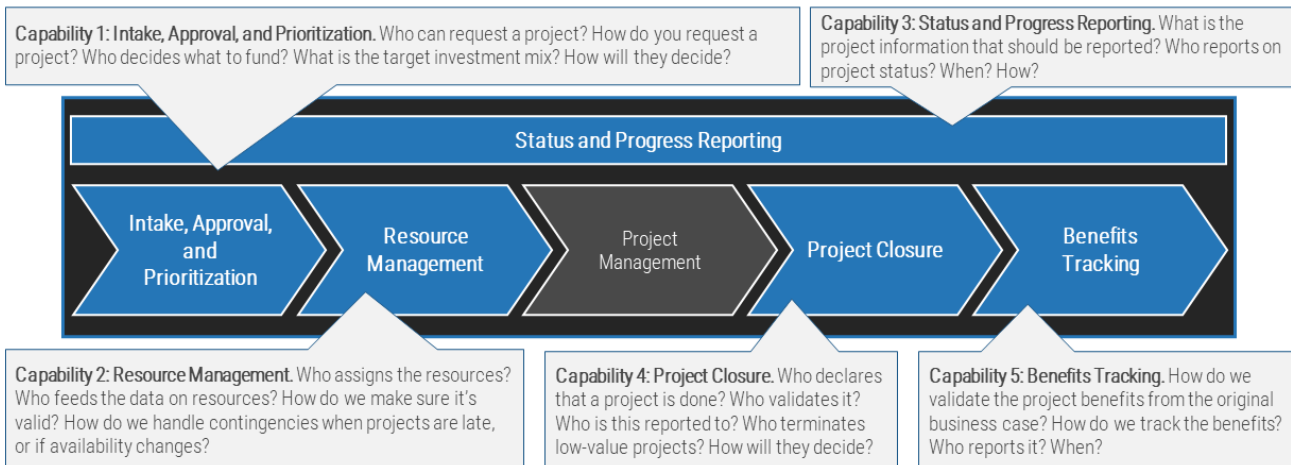 Capability 1: Intake, Approval, and Prioritization. Who can request a project? How do you request a
project? Who decides what to fund? What is the target investment mix? How will they decide?
Capability 3: Status and Progress Reporting. What is the
project information that should be reported? Who reports on
project status? When? How?
Status and Progress Reporting
Intake, Approval,
and
Prioritization
Resource
Management
Project
Management
Project Closure
Benefits
Tracking
Capability 2: Resource Management. Who assigns the resources?
Who feeds the data on resources? How do we make sure it's
valid? How do we handle contingencies when projects are late,
or if availability changes?
Capability 4: Project Closure. Who declares
that a project is done? Who validates it?
Who is this reported to? Who terminates
low-value projects? How will they decide?
Capability 5: Benefits Tracking. How do we
validate the project benefits from the original
business case? How do we track the benefits?
Who reports it? When?